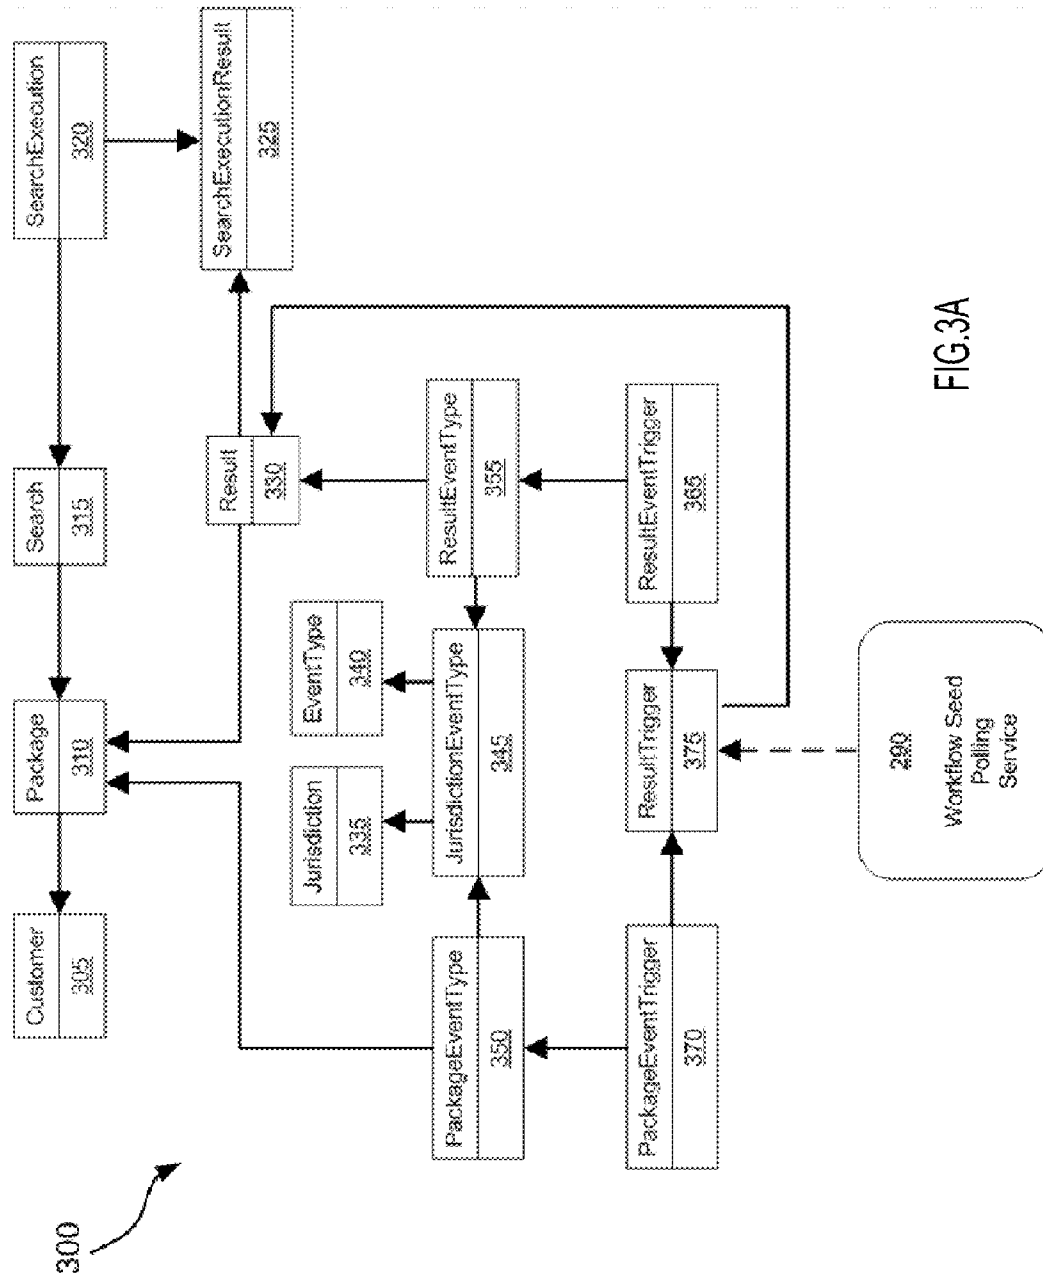 300
Customer
305
Package
310
Search
315
SearchExecution
320
Result
330
SearchExecutionResult
325
Jurisdiction
335
EventType
340
PackageEventType
350
JurisdictionEventType
345
ResultEventType
355
PackageEventTrigger
370
ResultTrigger
375
ResultEventTrigger
365
290
Workflow Seed
Polling
Service
FIG.3A